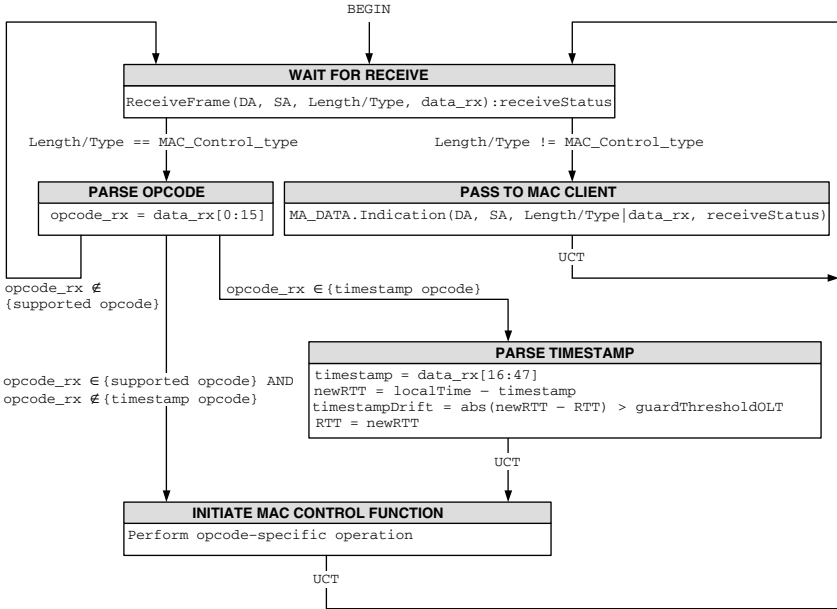 BEGIN
WAIT FOR RECEIVE
ReceiveFrame(DA, SA, Length/Type, data_rx):receiveStatus
Length/Type == MAC_Control_type
Length/Type != MAC_Control_type
PARSE OPCODE
opcode_rx = data_rx[0:15]
PASS TO MAC CLIENT
MA_DATA.Indication(DA, SA, Length/Type|data_rx, receiveStatus)
UCT
opcode_rx ∉
{supported opcode}
opcode_rx ∈ {timestamp opcode}
PARSE TIMESTAMP
timestamp = data_rx[16:47]
newRTT = localTime − timestamp
timestampDrift = abs(newRTT − RTT) > guardThresholdOLT
RTT = newRTT
opcode_rx ∈ {supported opcode} AND
opcode_rx ∉ {timestamp opcode}
UCT
INITIATE MAC CONTROL FUNCTION
Perform opcode−specific operation
UCT